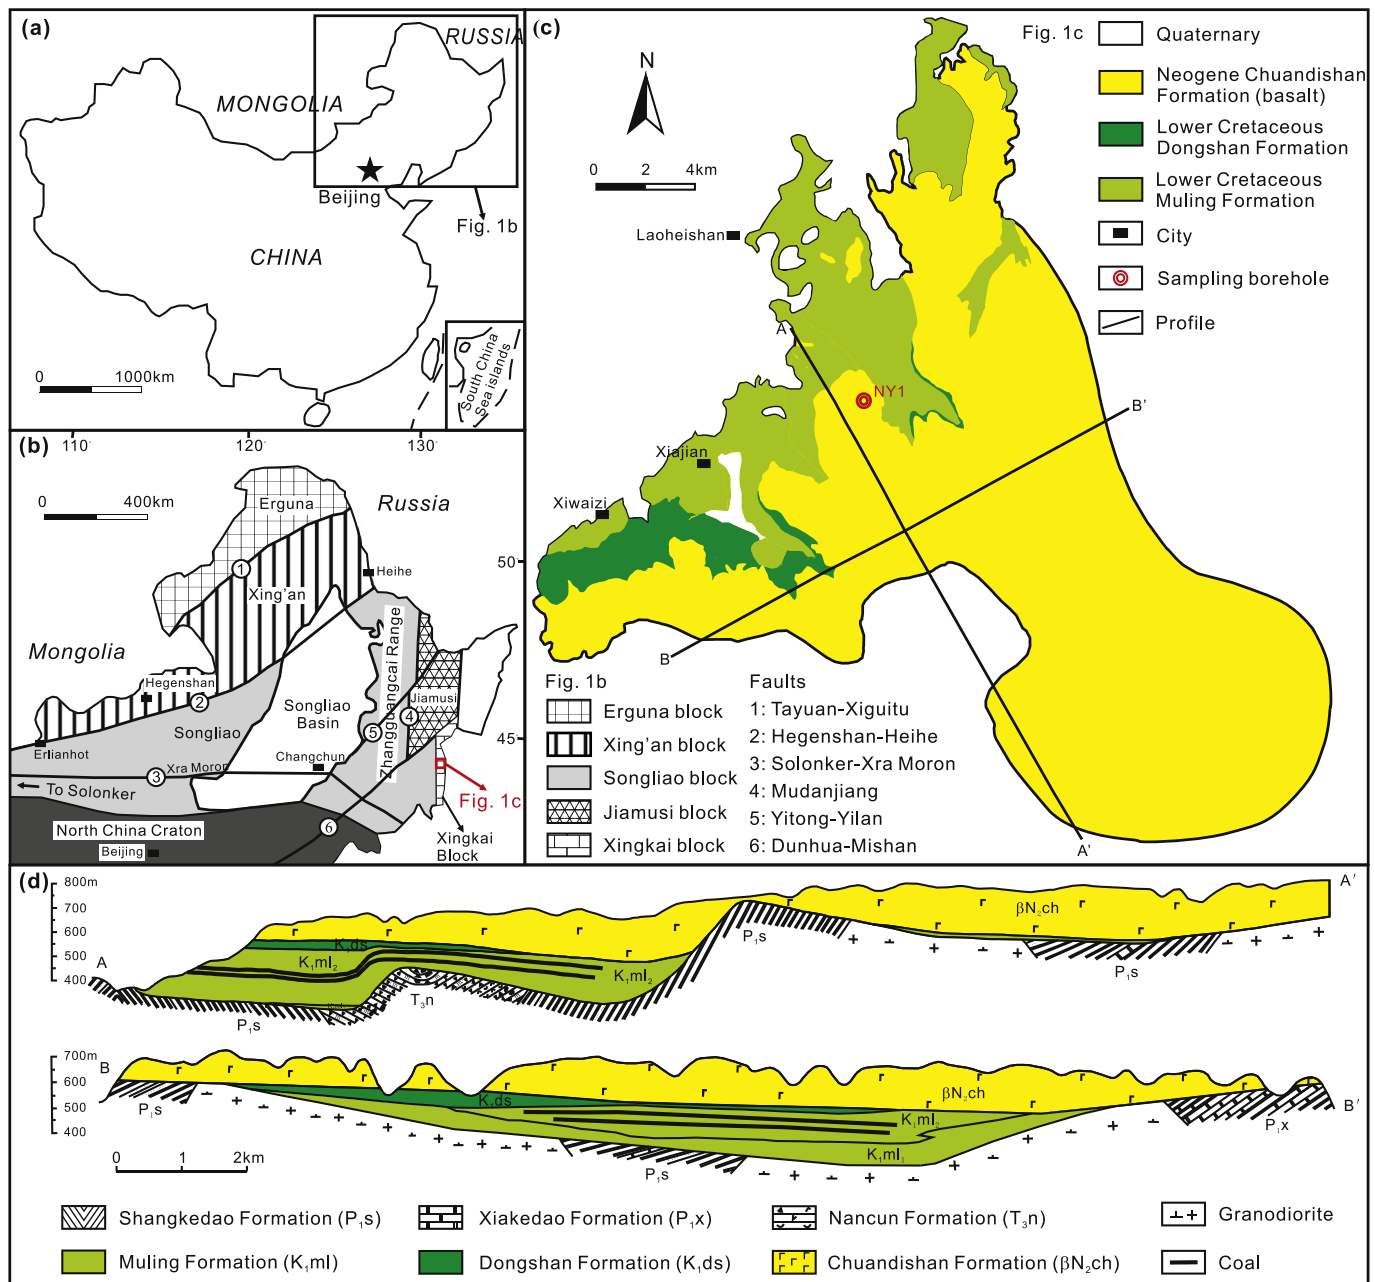 (a)
RUSSIA
MONGOLIA
Beijing
Fig. 1b
CHINA
0 1000km
South China
Sea islands
110°
120°
130°
(b)
0 400km
Erguna
Russia
1
Xing'an
Heihe
50°
Mongolia
Hegenshan
2
Zhangguangcai Range
Songliao
Basin
Jiamusi
Songliao
5
4
45°
Erlianhot
Changchun
3
Xra Moron
To Solonker
Fig. 1c
North China Craton
6
Beijing
Xingkai
Block
(c)
N
0 2 4km
Laoheishan
A
NY1
B'
Xiajian
Xiwaizi
B
A'
Fig. 1c
Quaternary
Neogene Chuandishan
Formation (basalt)
Lower Cretaceous
Dongshan Formation
Lower Cretaceous
Muling Formation
City
Sampling borehole
Profile
Fig. 1b
Erguna block
Xing'an block
Songliao block
Jiamusi block
Xingkai block
Faults
1: Tayuan-Xiguitu
2: Hegenshan-Heihe
3: Solonker-Xra Moron
4: Mudanjiang
5: Yitong-Yilan
6: Dunhua-Mishan
(d)
800m
700
600
500
400
A
A'
βN₂ch
K₁ds
K₁ml₂
K₁ml₂
P₁s
P₁s
P₁s
T₃n
700m
600
500
400
B
B'
βN₂ch
K₁ds
K₁ml₂
K₁ml₁
P₁s
P₁s
P₁x
0 1 2km
Shangkedao Formation (P₁s)
Xiakedao Formation (P₁x)
Nancun Formation (T₃n)
Granodiorite
Muling Formation (K₁ml)
Dongshan Formation (K₁ds)
Chuandishan Formation (βN₂ch)
Coal